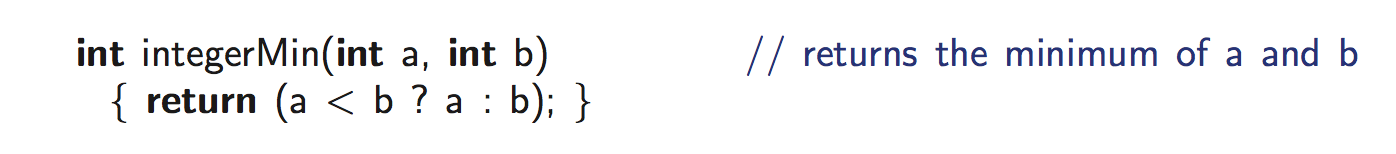 int integerMin(int a, int b) // returns the minimum of a and b
{ return (a < b ? a : b); }